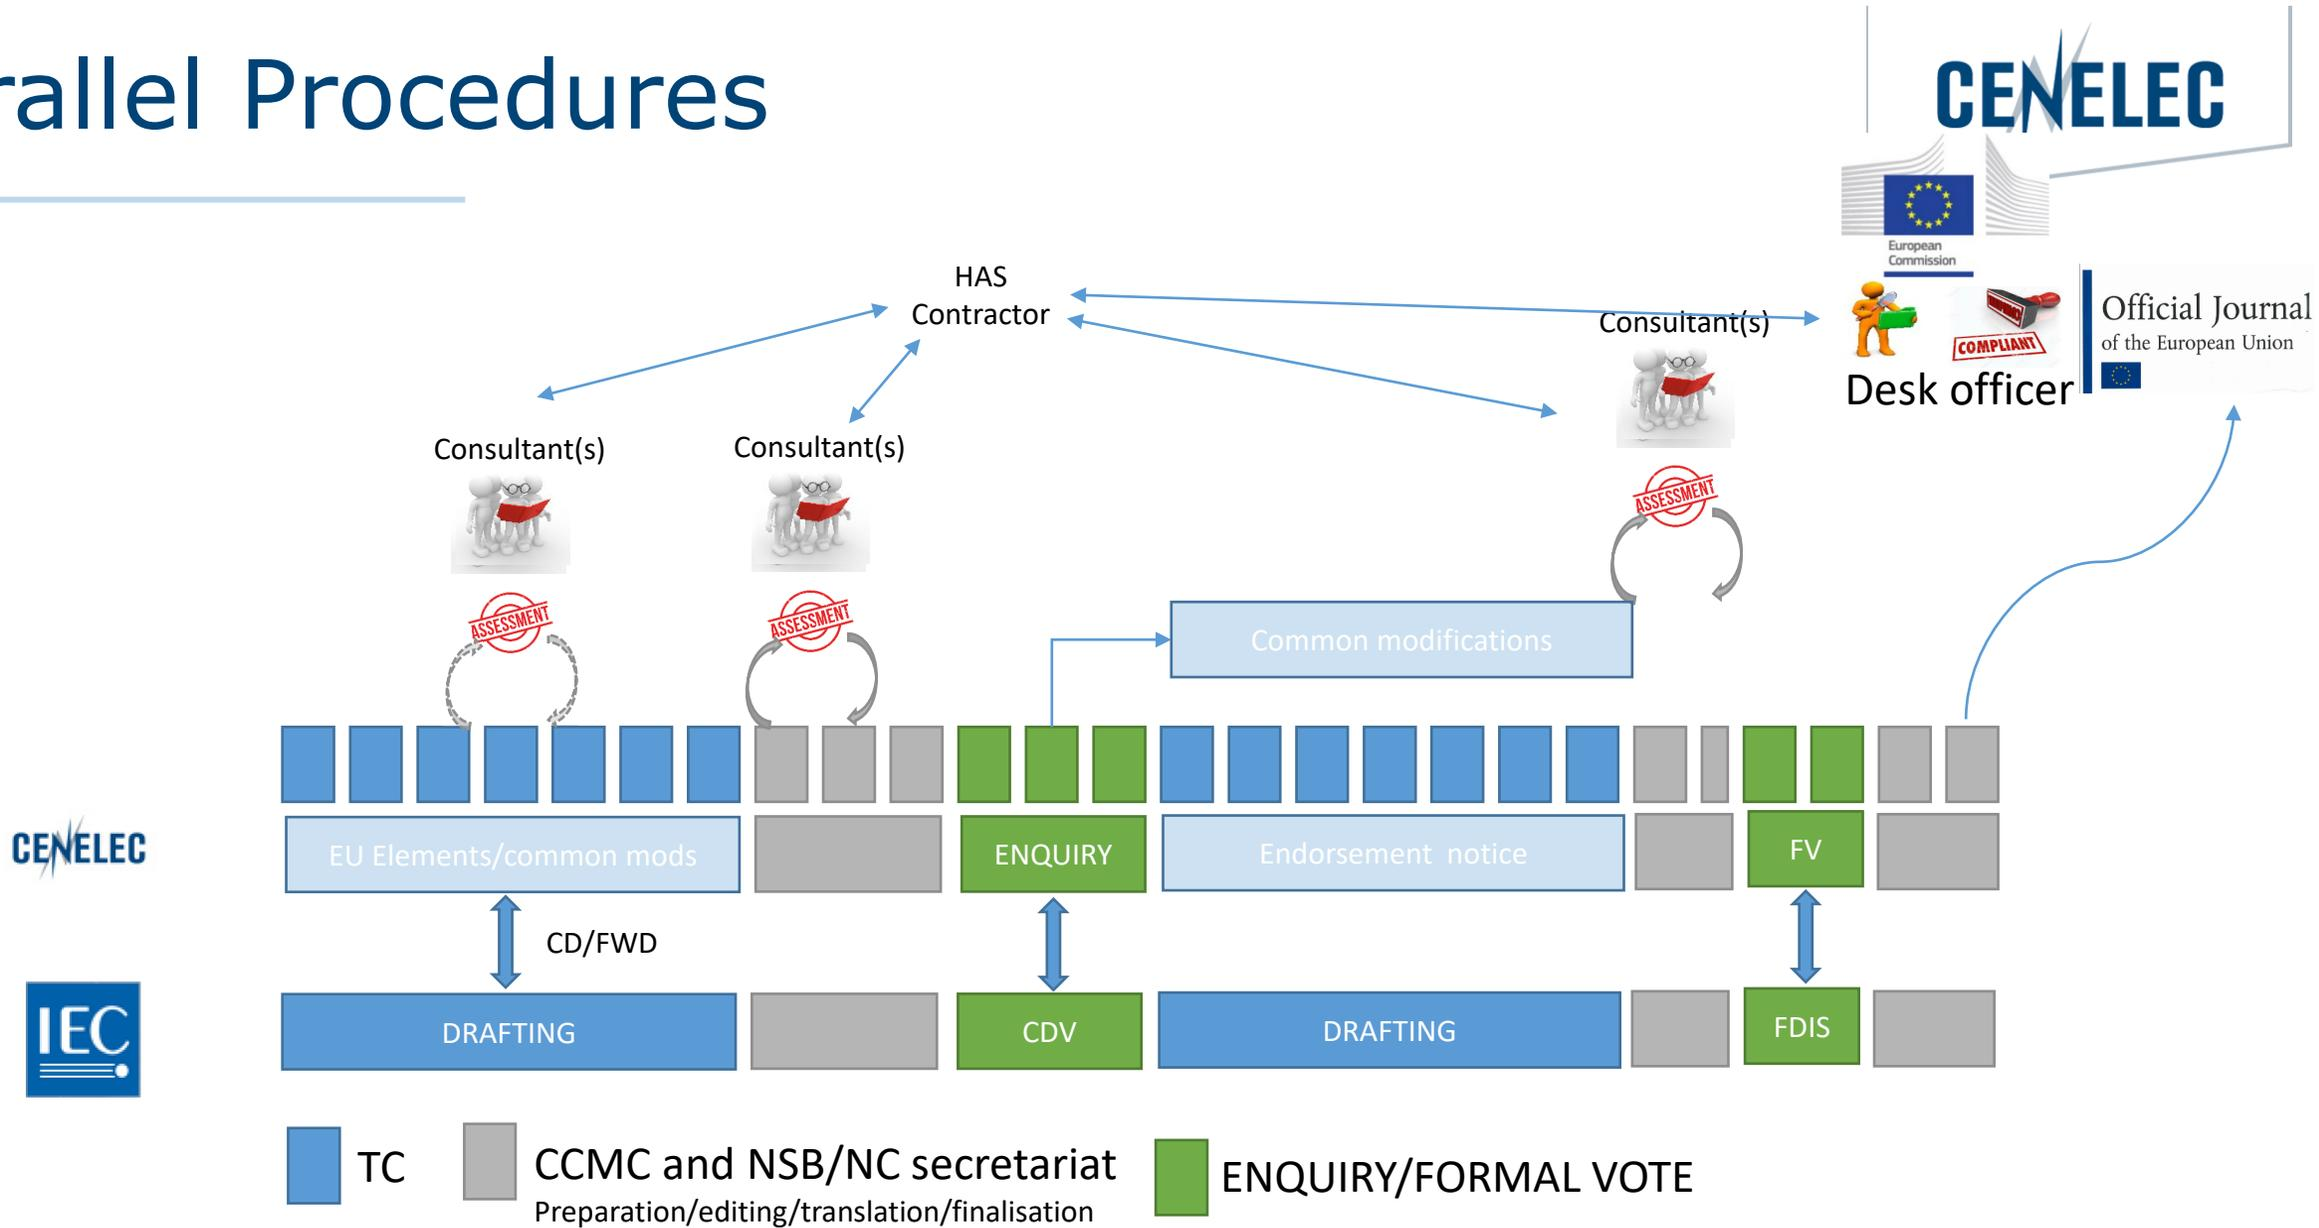 rallel Procedures
CENELEC
European
Commission
HAS
Contractor
Consultant(s)
COMPLIANT
Official Journal
of the European Union
Desk officer
Consultant(s)
Consultant(s)
ASSESSMENT
ASSESSMENT
ASSESSMENT
Common modifications
CENELEC
EU Elements/common mods
ENQUIRY
Endorsement notice
FV
CD/FWD
IEC
DRAFTING
CDV
DRAFTING
FDIS
TC
CCMC and NSB/NC secretariat
Preparation/editing/translation/finalisation
ENQUIRY/FORMAL VOTE